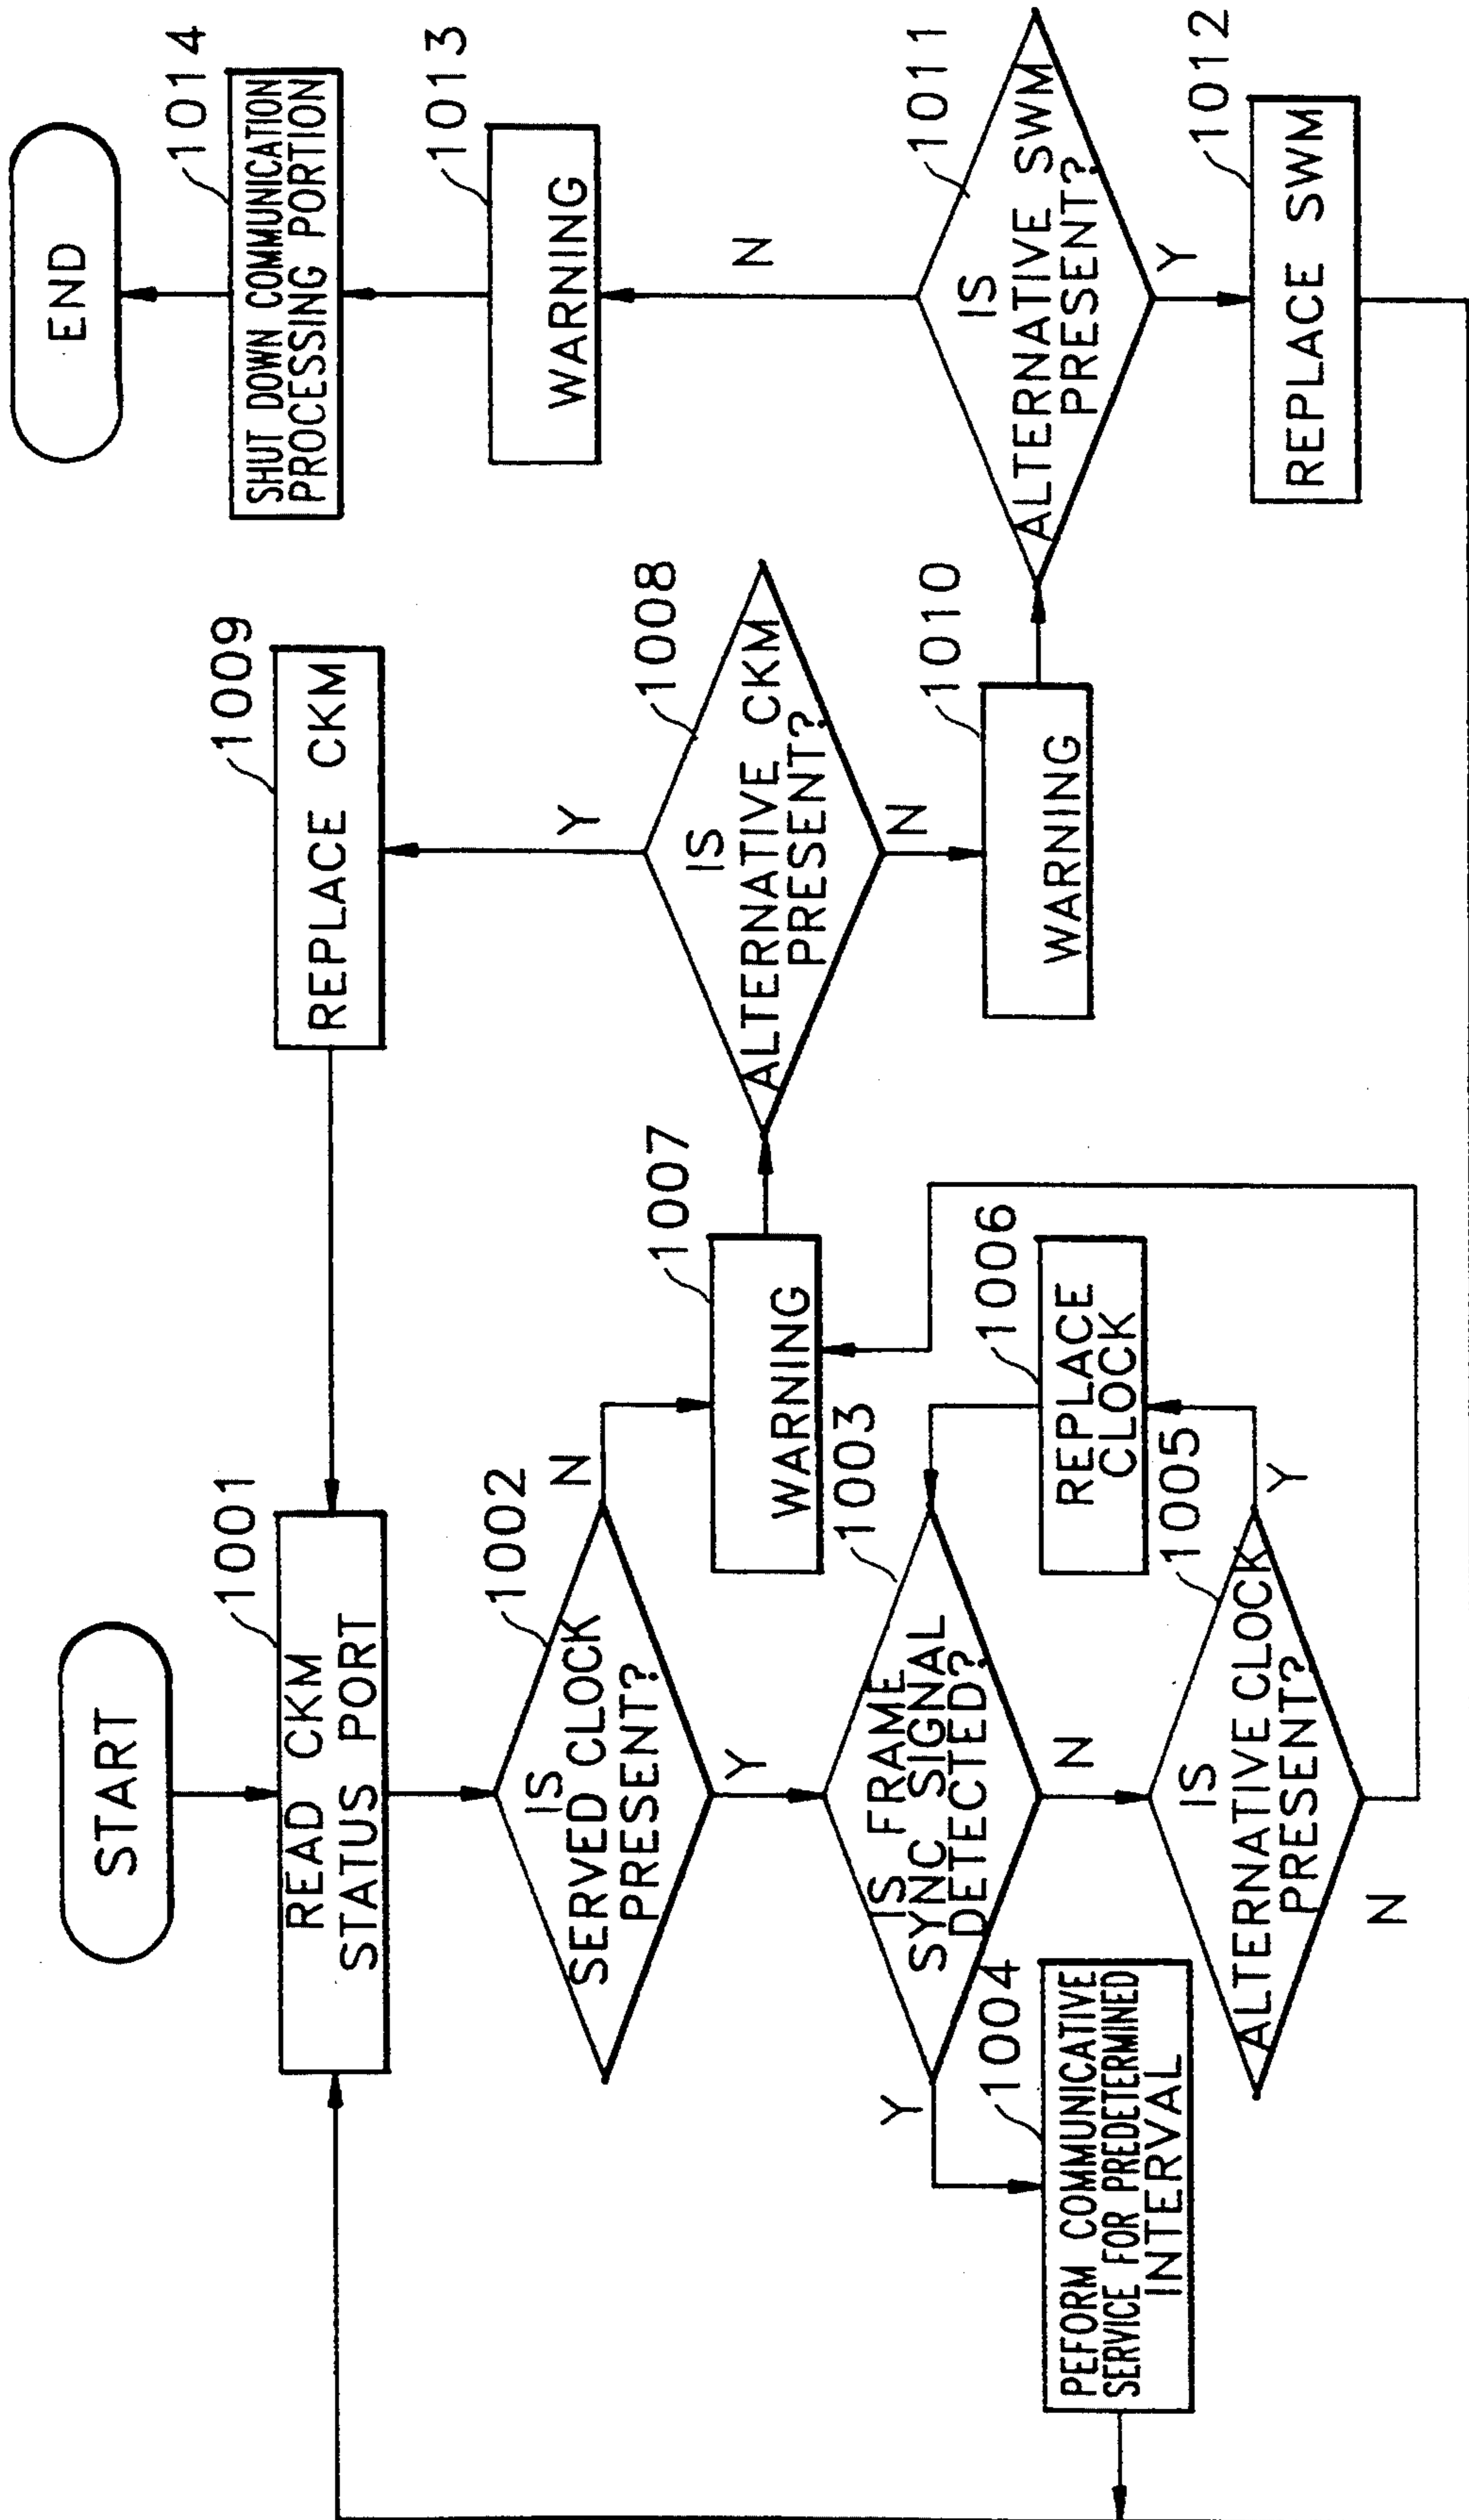 START
1001
READ CKM
STATUS PORT
1002
IS
SERVED CLOCK
PRESENT?
N
Y
1003
IS FRAME
SYNC SIGNAL
DETECTED?
Y
N
1004
PEFORM COMMUNICATIVE
SERVICE FOR PREDETERMINED
INTERVAL
1005
IS
ALTERNATIVE CLOCK
PRESENT?
Y
N
1006
REPLACE
CLOCK
1007
WARNING
1008
IS
ALTERNATIVE CKM
PRESENT?
Y
N
1009
REPLACE CKM
1010
WARNING
1011
IS
ALTERNATIVE SWM
PRESENT?
N
Y
1012
REPLACE SWM
1013
WARNING
1014
SHUT DOWN COMMUNICATION
PROCESSING PORTION
END